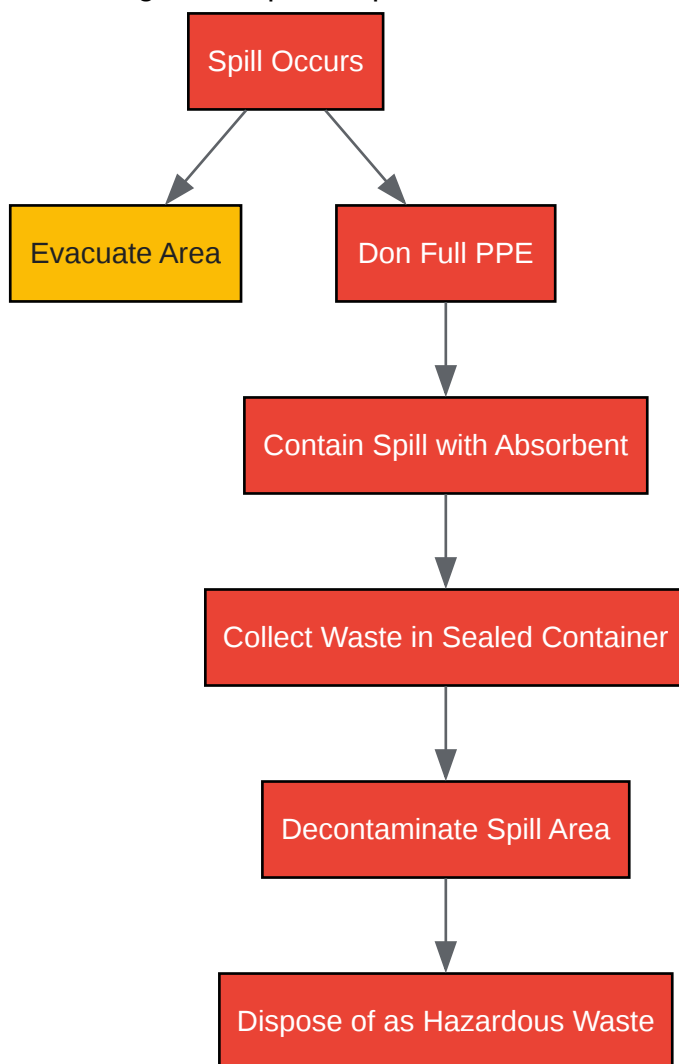 Spill Occurs
Evacuate Area
Don Full PPE
Contain Spill with Absorbent
Collect Waste in Sealed Container
Decontaminate Spill Area
Dispose of as Hazardous Waste